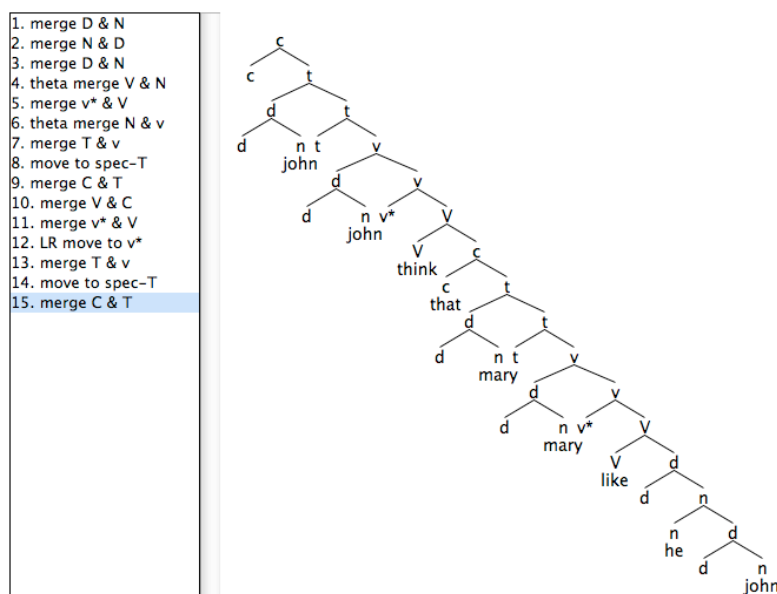 1. merge D & N
2. merge N & D
3. merge D & N
4. theta merge V & N
5. merge v* & V
6. theta merge N & v
7. merge T & v
8. move to spec-T
9. merge C & T
10. merge V & C
11. merge v* & V
12. LR move to v*
13. merge T & v
14. move to spec-T
15. merge C & T
c
c t
d t
d n t v
john
d v
d n v* V
john
V c
think
c t
that
d t
d n t v
mary
d v
d n v* V
mary
V d
like
d n
n d
he
d n
john